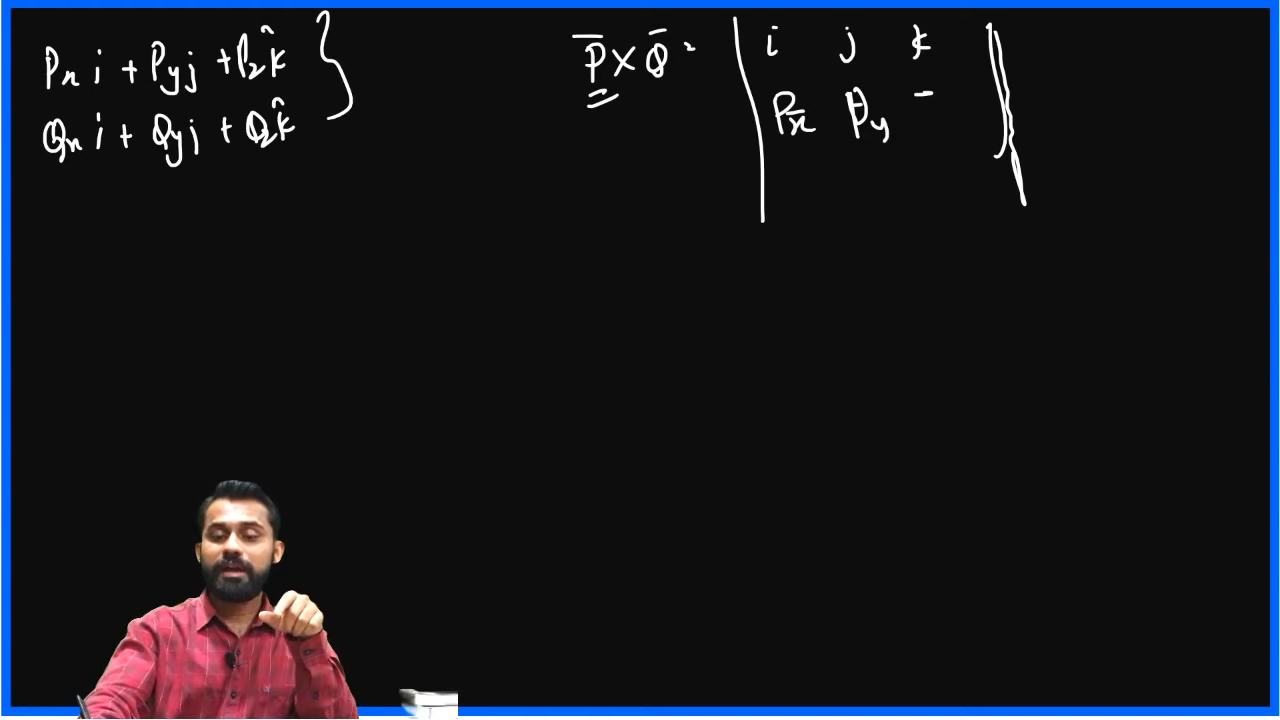 Pxi + Pyj + Pzk̂ }
Qxi + Qyj + Qzk̂
P̅ × Q̅ = | i j k |
Px Py -